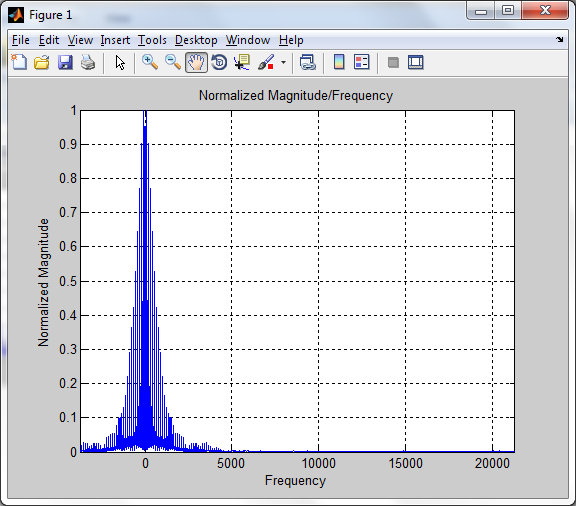 Figure 1
File Edit View Insert Tools Desktop Window Help
Normalized Magnitude/Frequency
1
0.9
0.8
0.7
0.6
0.5
0.4
0.3
0.2
0.1
0
Normalized Magnitude
0 5000 10000 15000 20000
Frequency